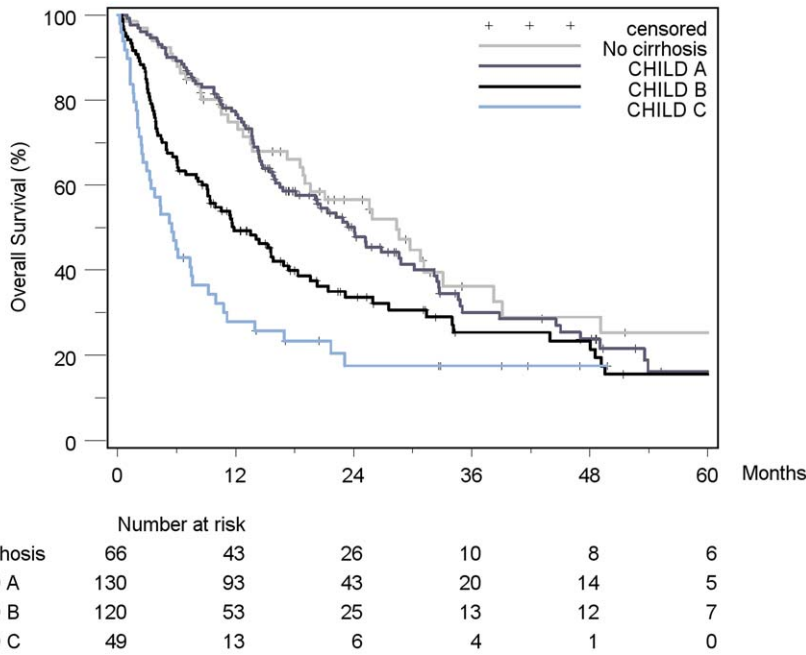 100
80
60
40
20
0
Overall Survival (%)
+ + + censored
No cirrhosis
CHILD A
CHILD B
CHILD C
0 12 24 36 48 60 Months
Number at risk
hosis 66 43 26 10 8 6
A 130 93 43 20 14 5
B 120 53 25 13 12 7
C 49 13 6 4 1 0